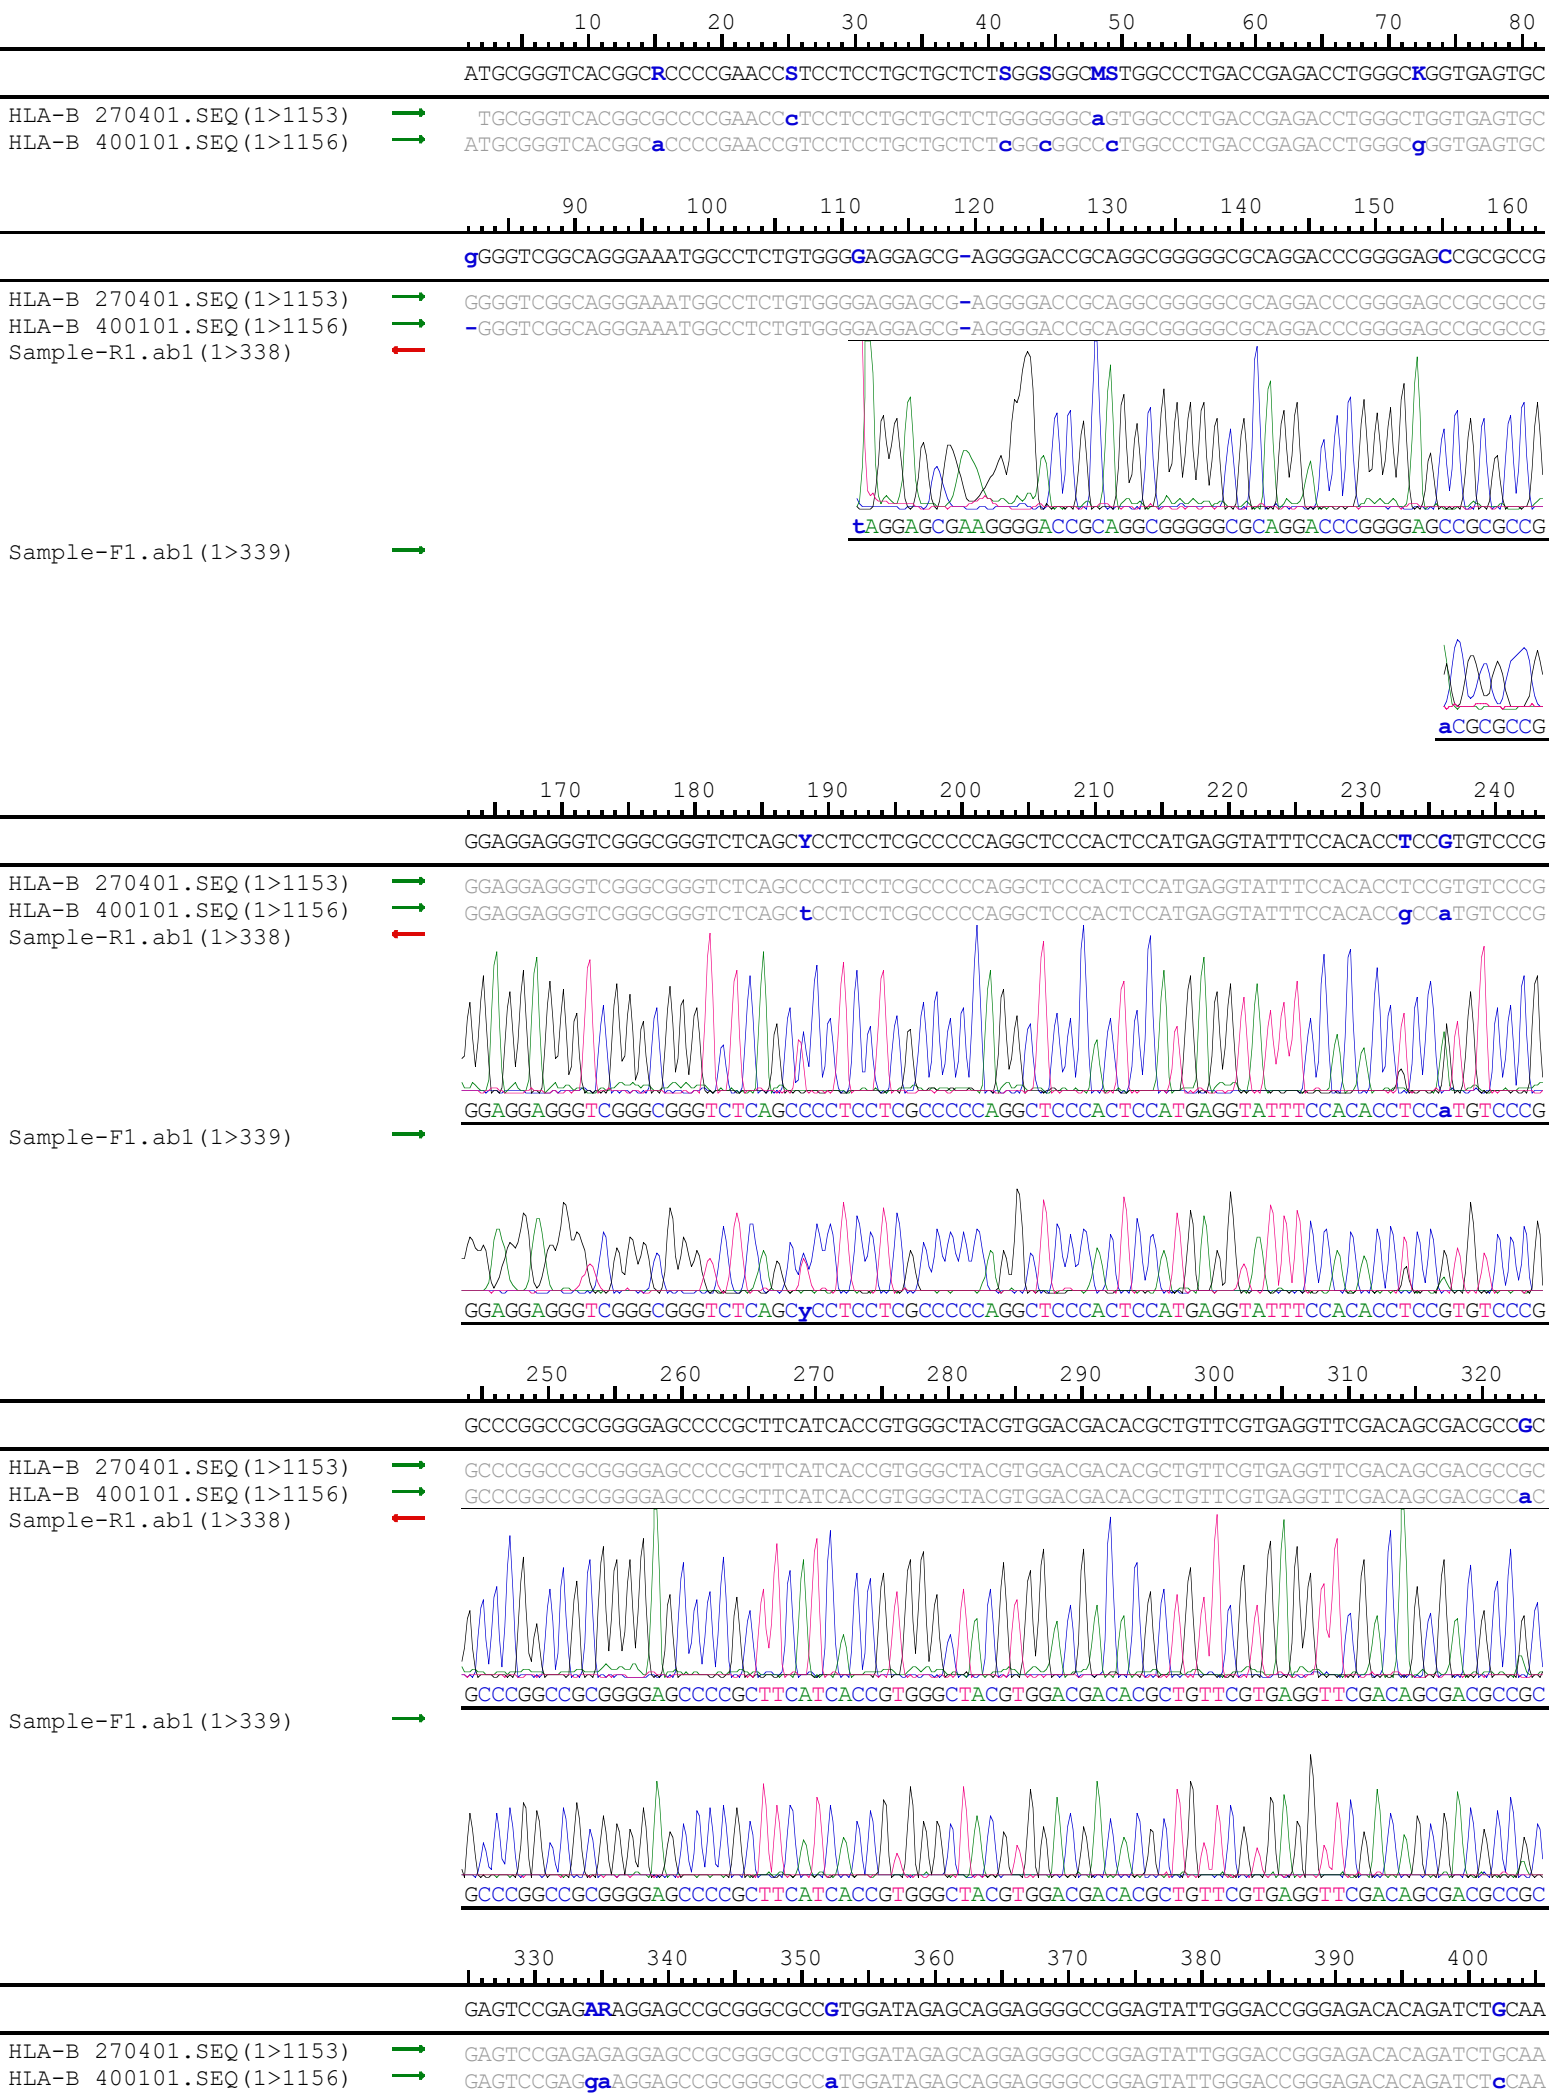 10 20 30 40 50 60 70 80
ATGCGGGTCACGGCRCCCCGAACCSTCCTCCTGCTGCTCTSGGSGGCMSTGGCCCTGACCGAGACCTGGGCKGGTGAGTGC
HLA-B 270401.SEQ(1>1153) TGCGGGTCACGGCGCCCCGAACCcTCCTCCTGCTGCTCTGGGGGGCaGTGGCCCTGACCGAGACCTGGGCTGGTGAGTGC
HLA-B 400101.SEQ(1>1156) ATGCGGGTCACGGCaCCCCGAACCGTCCTCCTGCTGCTCTcGGcGGCCcTGGCCCTGACCGAGACCTGGGCgGGTGAGTGC
90 100 110 120 130 140 150 160
gGGGTCGGCAGGGAAATGGCCTCTGTGGGGAGGAGCG-AGGGGACCGCAGGCGGGGGCGCAGGACCCGGGGAGCCGCGCCG
HLA-B 270401.SEQ(1>1153) GGGGTCGGCAGGGAAATGGCCTCTGTGGGGAGGAGCG-AGGGGACCGCAGGCGGGGGCGCAGGACCCGGGGAGCCGCGCCG
HLA-B 400101.SEQ(1>1156) -GGGTCGGCAGGGAAATGGCCTCTGTGGGGAGGAGCG-AGGGGACCGCAGGCGGGGGCGCAGGACCCGGGGAGCCGCGCCG
Sample-R1.ab1(1>338)
tAGGAGCGAAGGGGACCGCAGGCGGGGGCGCAGGACCCGGGGAGCCGCGCCG
Sample-F1.ab1(1>339)
aCGCGCCG
170 180 190 200 210 220 230 240
GGAGGAGGGTCGGGCGGGTCTCAGCYCCTCCTCGCCCCCAGGCTCCCACTCCATGAGGTATTTCCACACCTCCGTGTCCCG
HLA-B 270401.SEQ(1>1153) GGAGGAGGGTCGGGCGGGTCTCAGCCCCTCCTCGCCCCCAGGCTCCCACTCCATGAGGTATTTCCACACCTCCGTGTCCCG
HLA-B 400101.SEQ(1>1156) GGAGGAGGGTCGGGCGGGTCTCAGCtCCTCCTCGCCCCCAGGCTCCCACTCCATGAGGTATTTCCACACCgCCaTGTCCCG
Sample-R1.ab1(1>338)
GGAGGAGGGTCGGGCGGGTCTCAGCCCCTCCTCGCCCCCAGGCTCCCACTCCATGAGGTATTTCCACACCTCCaTGTCCCG
Sample-F1.ab1(1>339)
GGAGGAGGGTCGGGCGGGTCTCAGCyCCTCCTCGCCCCCAGGCTCCCACTCCATGAGGTATTTCCACACCTCCGTGTCCCG
250 260 270 280 290 300 310 320
GCCCGGCCGCGGGGAGCCCCGCTTCATCACCGTGGGCTACGTGGACGACACGCTGTTCGTGAGGTTCGACAGCGACGCCGC
HLA-B 270401.SEQ(1>1153) GCCCGGCCGCGGGGAGCCCCGCTTCATCACCGTGGGCTACGTGGACGACACGCTGTTCGTGAGGTTCGACAGCGACGCCGC
HLA-B 400101.SEQ(1>1156) GCCCGGCCGCGGGGAGCCCCGCTTCATCACCGTGGGCTACGTGGACGACACGCTGTTCGTGAGGTTCGACAGCGACGCCaC
Sample-R1.ab1(1>338)
GCCCGGCCGCGGGGAGCCCCGCTTCATCACCGTGGGCTACGTGGACGACACGCTGTTCGTGAGGTTCGACAGCGACGCCGC
Sample-F1.ab1(1>339)
GCCCGGCCGCGGGGAGCCCCGCTTCATCACCGTGGGCTACGTGGACGACACGCTGTTCGTGAGGTTCGACAGCGACGCCGC
330 340 350 360 370 380 390 400
GAGTCCGAGARAGGAGCCGCGGGCGCCGTGGATAGAGCAGGAGGGGCCGGAGTATTGGGACCGGGAGACACAGATCTGCAA
HLA-B 270401.SEQ(1>1153) GAGTCCGAGAGAGGAGCCGCGGGCGCCGTGGATAGAGCAGGAGGGGCCGGAGTATTGGGACCGGGAGACACAGATCTGCAA
HLA-B 400101.SEQ(1>1156) GAGTCCGAGgaAGGAGCCGCGGGCGCCaTGGATAGAGCAGGAGGGGCCGGAGTATTGGGACCGGGAGACACAGATCTcCAA